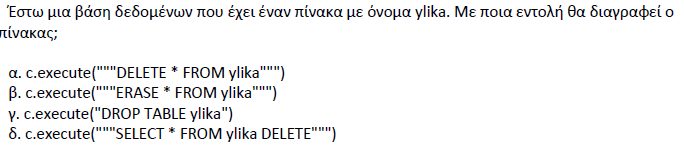 Έστω μια βάση δεδομένων που έχει έναν πίνακα με όνομα ylika. Με ποια εντολή θα διαγραφεί ο
πίνακας;
α. c.execute("""DELETE * FROM ylika""")
β. c.execute("""ERASE * FROM ylika""")
γ. c.execute("DROP TABLE ylika")
δ. c.execute("""SELECT * FROM ylika DELETE""")